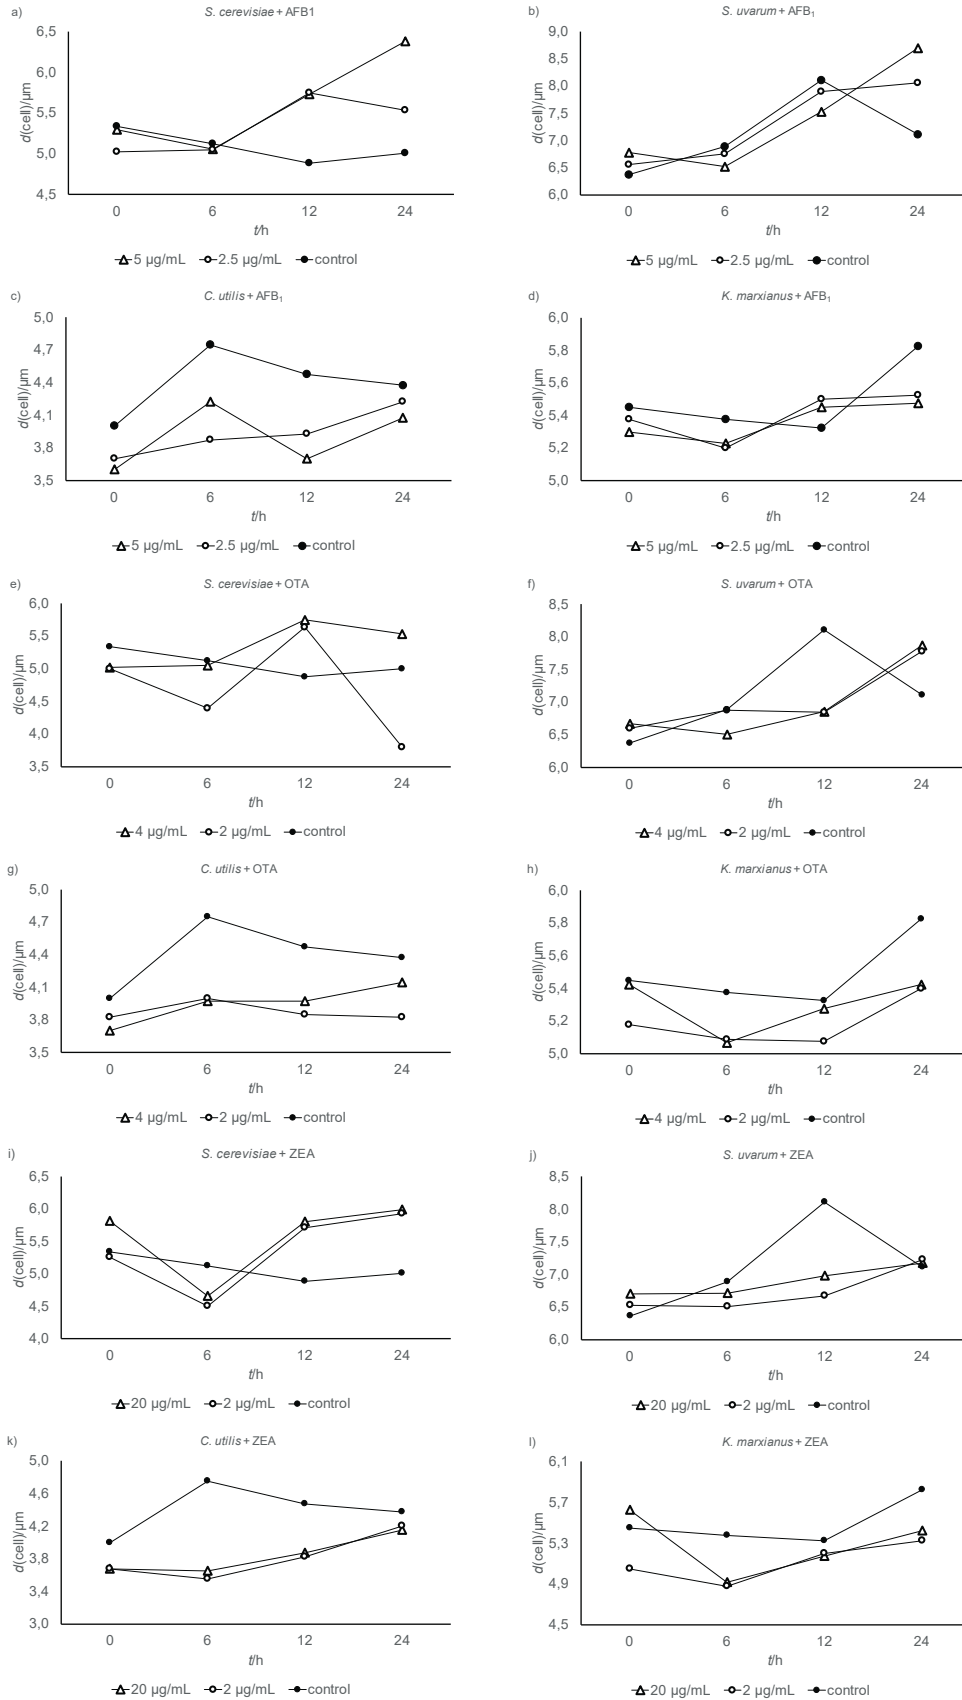 a) S. cerevisiae + AFB1
6,5
6,0
5,5
5,0
4,5
d(cell)/µm
0 6 12 24
t/h
5 µg/mL 2.5 µg/mL control
b) S. uvarum + AFB₁
9,0
8,5
8,0
7,5
7,0
6,5
6,0
d(cell)/µm
0 6 12 24
t/h
5 µg/mL 2.5 µg/mL control
c) C. utilis + AFB₁
5,0
4,7
4,4
4,1
3,8
3,5
d(cell)/µm
0 6 12 24
t/h
5 µg/mL 2.5 µg/mL control
d) K. marxianus + AFB₁
6,0
5,8
5,6
5,4
5,2
5,0
d(cell)/µm
0 6 12 24
t/h
5 µg/mL 2.5 µg/mL control
e) S. cerevisiae + OTA
6,0
5,5
5,0
4,5
4,0
3,5
d(cell)/µm
0 6 12 24
t/h
4 µg/mL 2 µg/mL control
f) S. uvarum + OTA
8,5
8,0
7,5
7,0
6,5
6,0
d(cell)/µm
0 6 12 24
t/h
4 µg/mL 2 µg/mL control
g) C. utilis + OTA
5,0
4,7
4,4
4,1
3,8
3,5
d(cell)/µm
0 6 12 24
t/h
4 µg/mL 2 µg/mL control
h) K. marxianus + OTA
6,0
5,8
5,6
5,4
5,2
5,0
d(cell)/µm
0 6 12 24
t/h
4 µg/mL 2 µg/mL control
i) S. cerevisiae + ZEA
6,5
6,0
5,5
5,0
4,5
4,0
d(cell)/µm
0 6 12 24
t/h
20 µg/mL 2 µg/mL control
j) S. uvarum + ZEA
8,5
8,0
7,5
7,0
6,5
6,0
d(cell)/µm
0 6 12 24
t/h
20 µg/mL 2 µg/mL control
k) C. utilis + ZEA
5,0
4,6
4,2
3,8
3,4
3,0
d(cell)/µm
0 6 12 24
t/h
20 µg/mL 2 µg/mL control
l) K. marxianus + ZEA
6,1
5,7
5,3
4,9
4,5
d(cell)/µm
0 6 12 24
t/h
20 µg/mL 2 µg/mL control